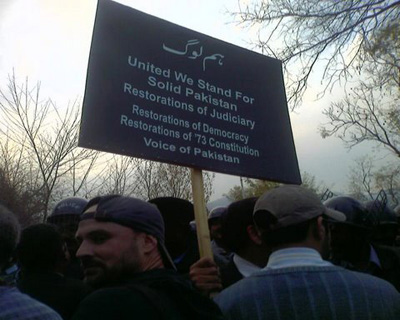 ہم لوگ
United We Stand For
Solid Pakistan
Restorations of Judiciary
Restorations of Democracy
Restorations of '73 Constitution
Voice of Pakistan